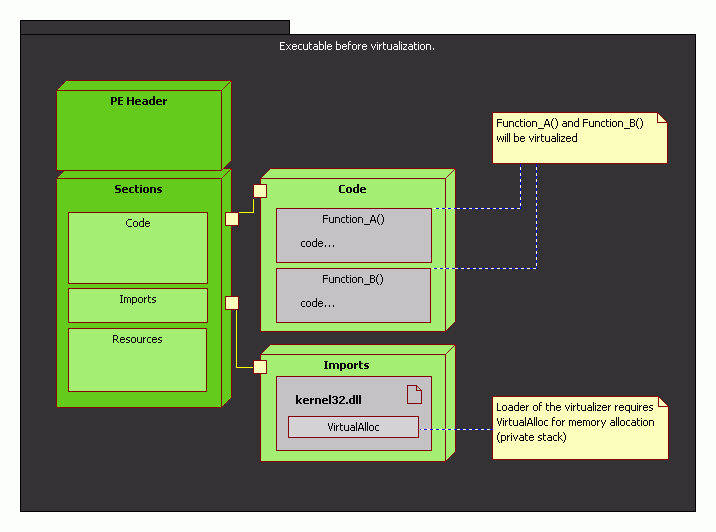 Executable before virtualization.
PE Header
Sections
Code
Imports
Resources
Code
Function_A()
code...
Function_B()
code...
Imports
kernel32.dll
VirtualAlloc
Function_A() and Function_B()
will be virtualized
Loader of the virtualizer requires
VirtualAlloc for memory allocation
(private stack)